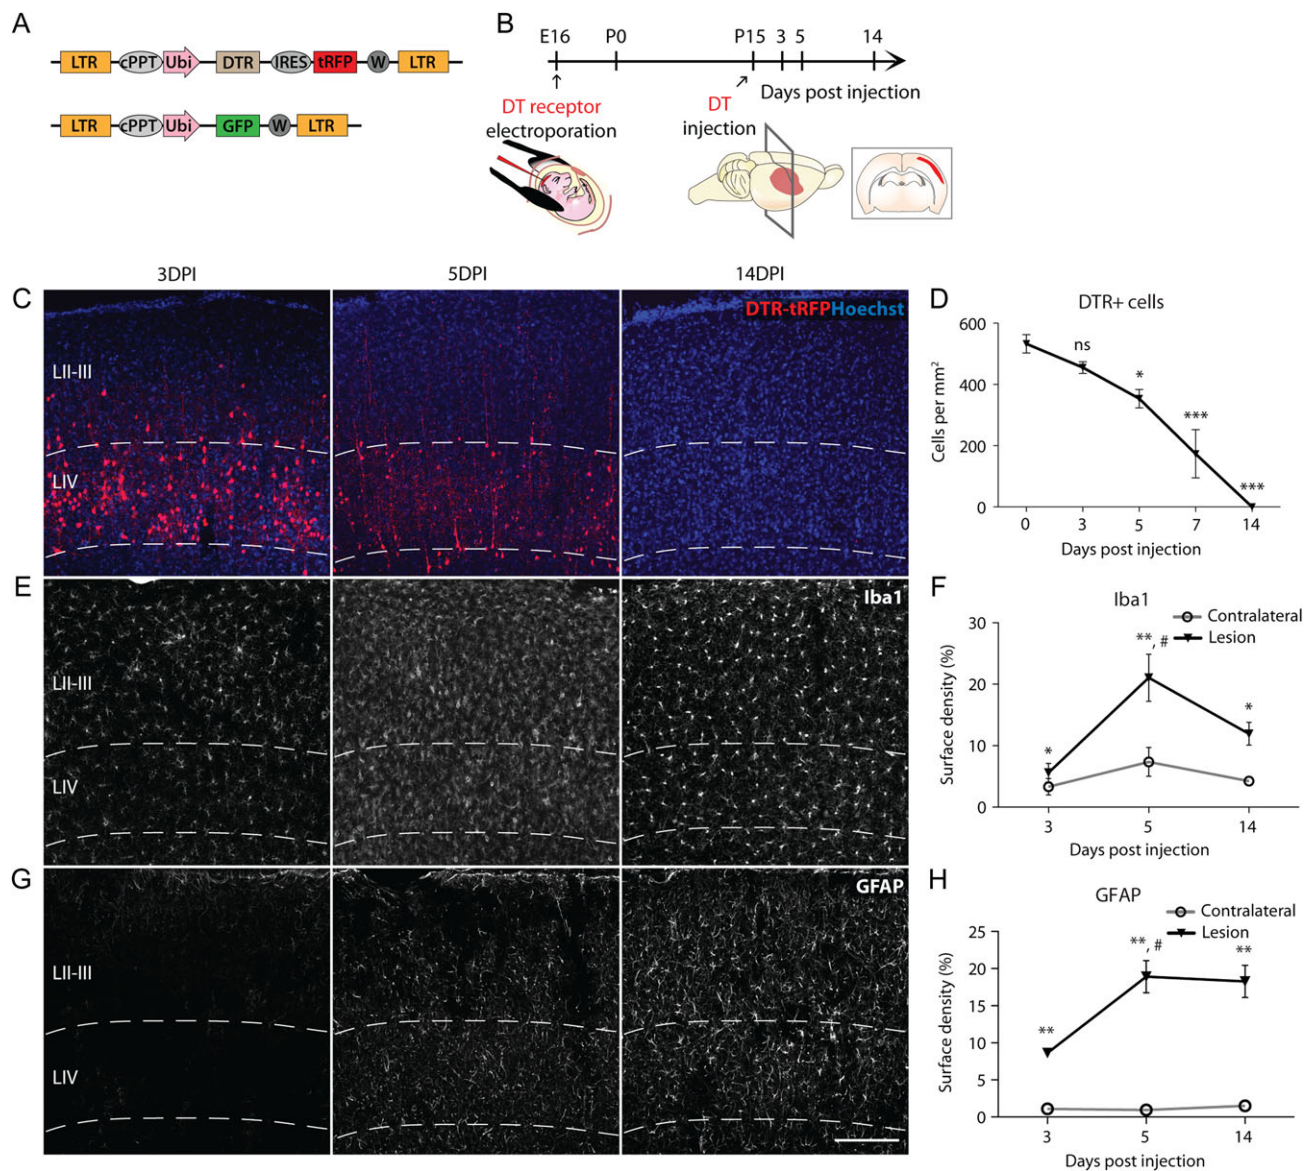 A
LTR cPPT Ubi DTR IRES tRFP W LTR
LTR cPPT Ubi GFP W LTR
B
E16 P0 P15 3 5 14
Days post injection
DT receptor
electroporation
DT
injection
3DPI 5DPI 14DPI
C
DTR-tRFPHoechst
LII-III
LIV
D
DTR+ cells
Cells per mm²
600
400
200
0
ns
*
***
***
0 3 5 7 14
Days post injection
E
Iba1
LII-III
LIV
F
Iba1
Contralateral
Lesion
Surface density (%)
30
20
10
0
*
**, #
*
3 5 14
Days post injection
G
GFAP
LII-III
LIV
H
GFAP
Contralateral
Lesion
Surface density (%)
25
20
15
10
5
0
**
**, #
**
3 5 14
Days post injection